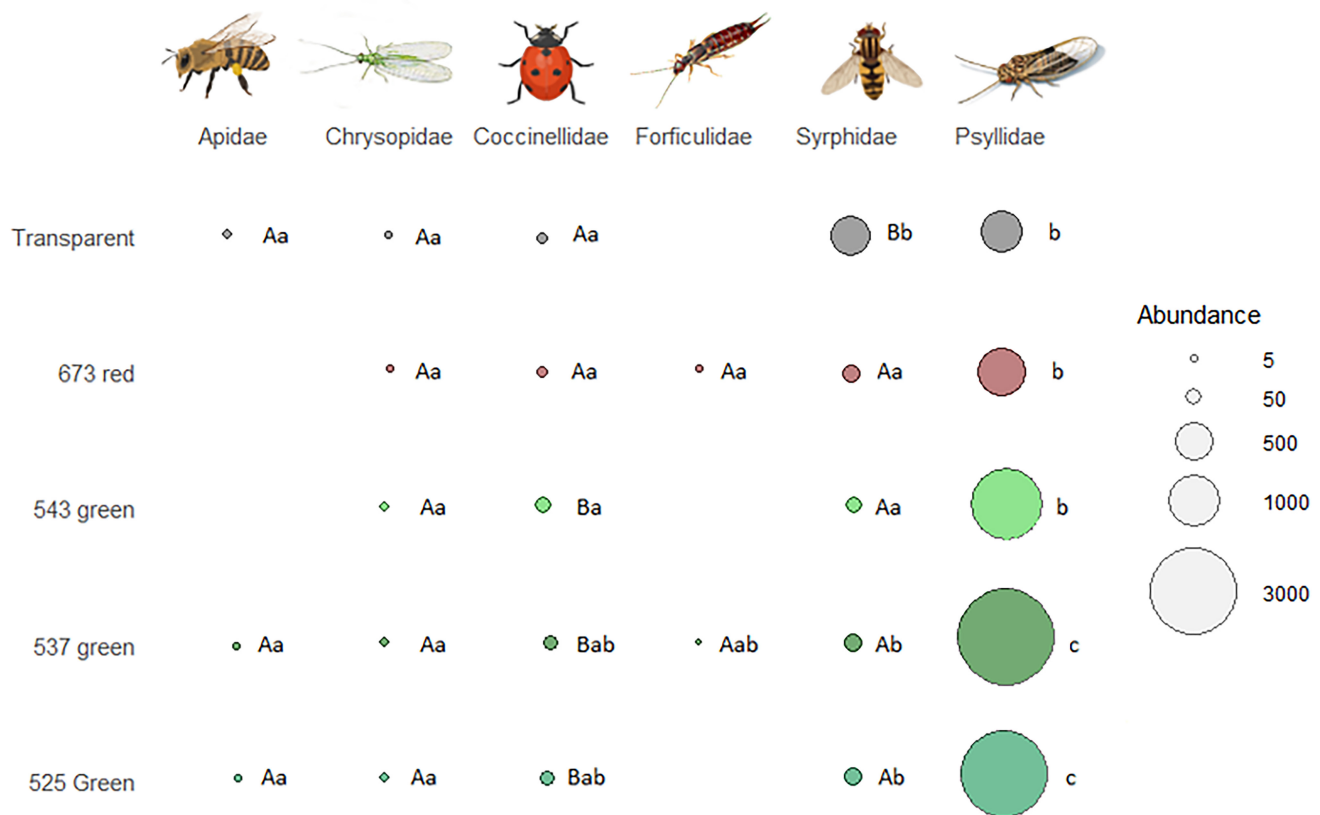 Apidae Chrysopidae Coccinellidae Forficulidae Syrphidae Psyllidae
Transparent Aa Aa Aa Bb b
673 red Aa Aa Aa Aa b
543 green Aa Ba Aa b
537 green Aa Aa Bab Aab Ab c
525 Green Aa Aa Bab Ab c
Abundance
5
50
500
1000
3000